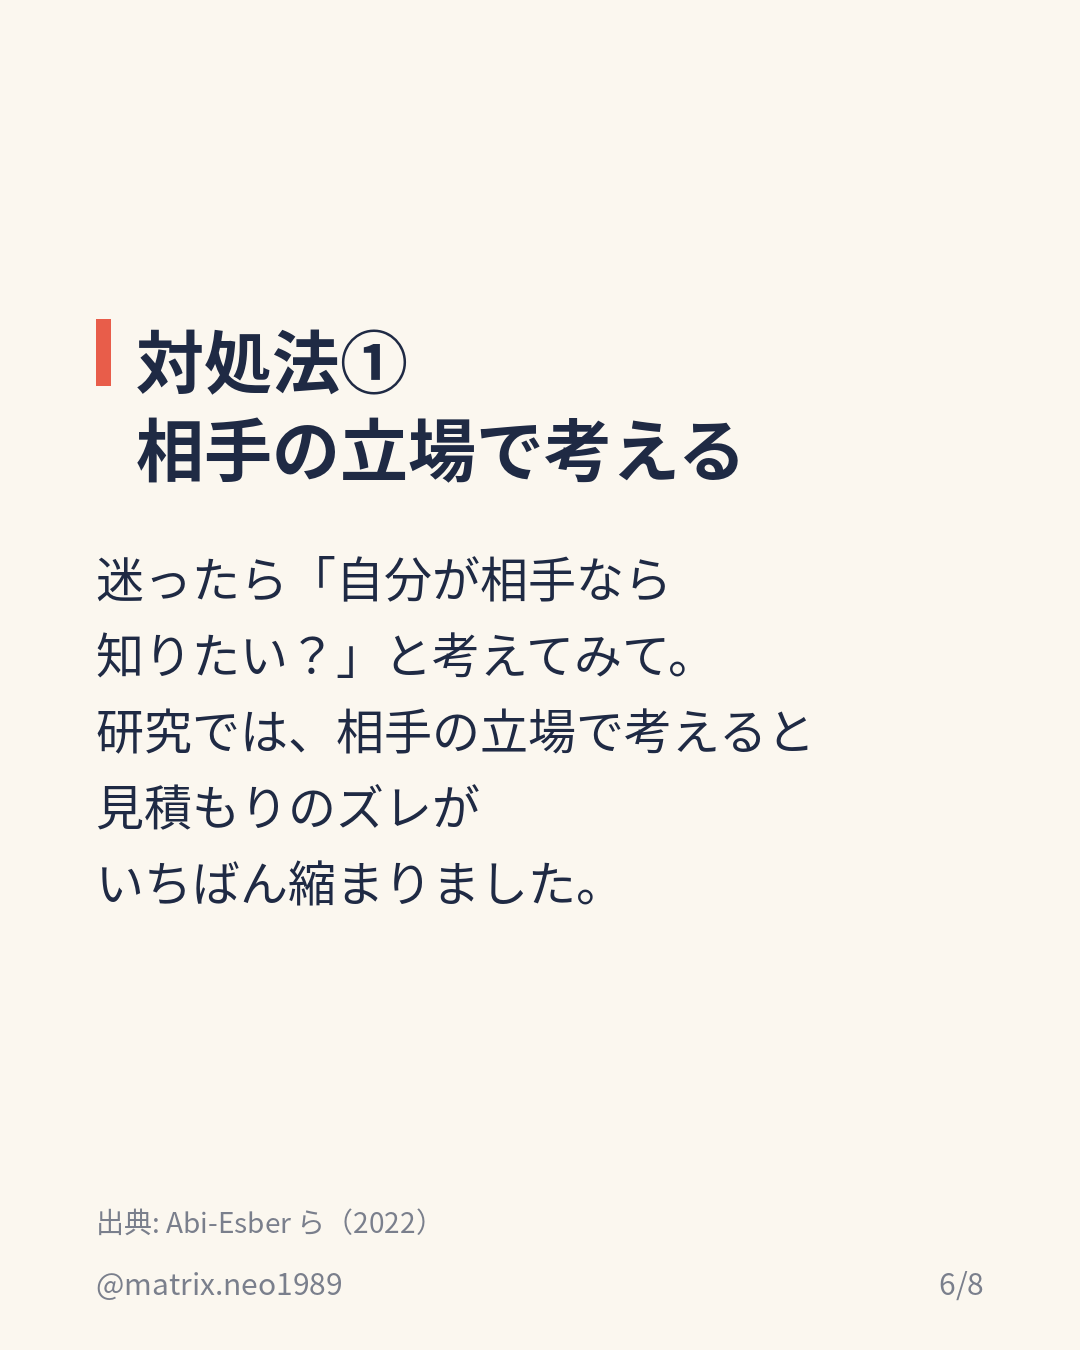 対処法①
相手の立場で考える
迷ったら「自分が相手なら
知りたい？」と考えてみて。
研究では、相手の立場で考えると
見積もりのズレが
いちばん縮まりました。
出典: Abi-Esber ら（2022）
@matrix.neo1989
6/8